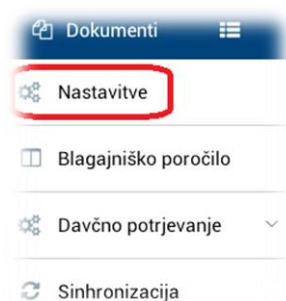 Dokumenti
Nastavitve
Blagajniško poročilo
Davčno potrjevanje
Sinhronizacija